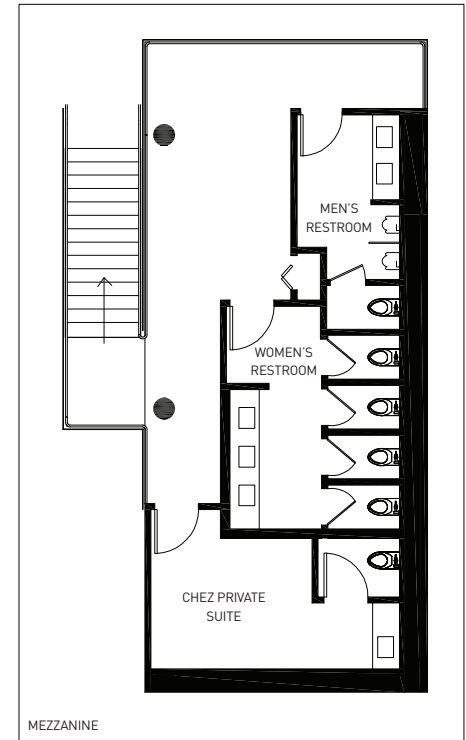 MEN'S
RESTROOM
WOMEN'S
RESTROOM
CHEZ PRIVATE
SUITE
MEZZANINE